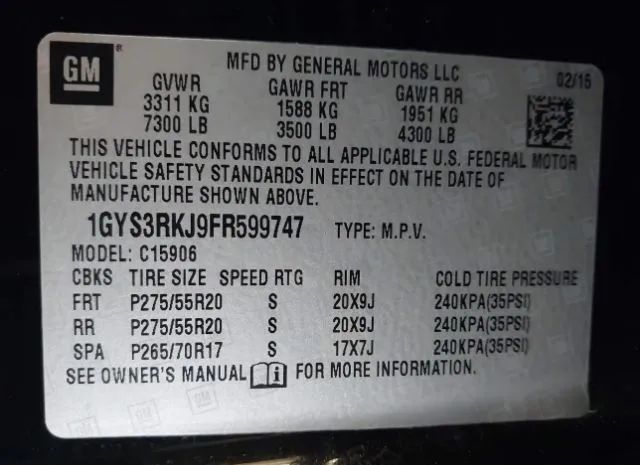 GM ®
MFD BY GENERAL MOTORS LLC
02/15
GVWR GAWR FRT GAWR RR
3311 KG 1588 KG 1951 KG
7300 LB 3500 LB 4300 LB
THIS VEHICLE CONFORMS TO ALL APPLICABLE U.S. FEDERAL MOTOR
VEHICLE SAFETY STANDARDS IN EFFECT ON THE DATE OF
MANUFACTURE SHOWN ABOVE.
1GYS3RKJ9FR599747 TYPE: M.P.V.
MODEL: C15906
CBKS TIRE SIZE SPEED RTG RIM COLD TIRE PRESSURE
FRT P275/55R20 S 20X9J 240KPA(35PSI)
RR P275/55R20 S 20X9J 240KPA(35PSI)
SPA P265/70R17 S 17X7J 240KPA(35PSI)
SEE OWNER'S MANUAL FOR MORE INFORMATION.